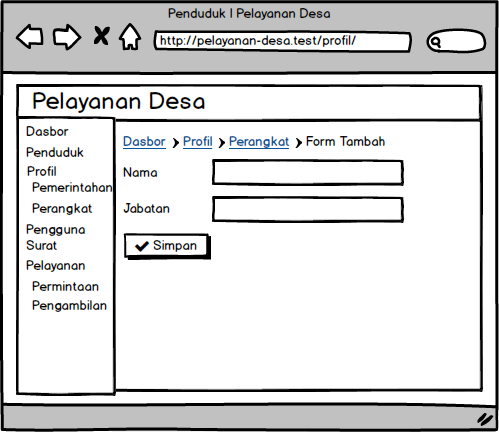 Penduduk | Pelayanan Desa
http://pelayanan-desa.test/profil/
Pelayanan Desa
Dasbor
Penduduk
Profil
Pemerintahan
Perangkat
Pengguna
Surat
Pelayanan
Permintaan
Pengambilan
Dasbor > Profil > Perangkat > Form Tambah
Nama
Jabatan
Simpan